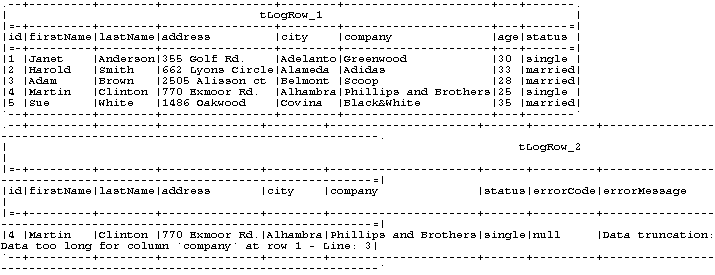 tLogRow_1
id|firstName|lastName|address|city|company|age|status
1|Janet|Anderson|355 Golf Rd.|Adelanto|Greenwood|30|single
2|Harold|Smith|662 Lyons Circle|Alameda|Adidas|33|married
3|Adam|Brown|2505 Alisson ct|Belmont|Scoop|28|married
4|Martin|Clinton|770 Exmoor Rd.|Alhambra|Phillips and Brothers|25|single
5|Sue|White|1486 Oakwood|Covina|Black&White|35|married
tLogRow_2
id|firstName|lastName|address|city|company|status|errorCode|errorMessage
4|Martin|Clinton|770 Exmoor Rd.|Alhambra|Phillips and Brothers|single|null|Data truncation:
Data too long for column 'company' at row 1 - Line: 3|